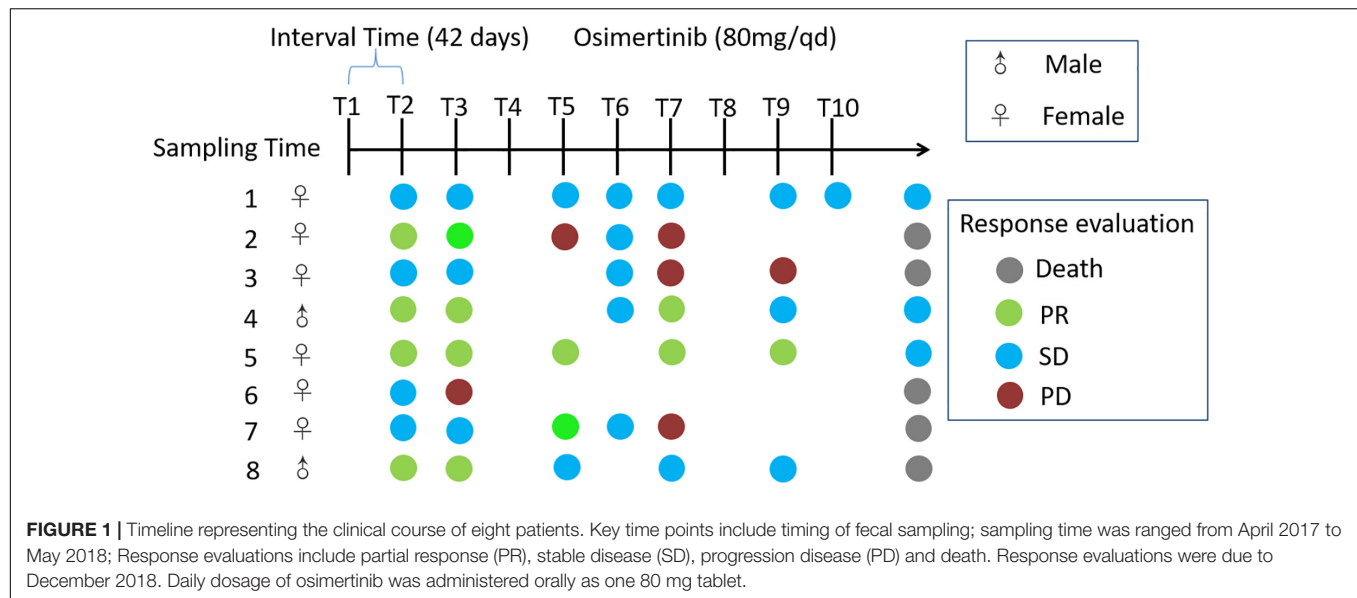 Interval Time (42 days) Osimertinib (80mg/qd)
♂ Male
♀ Female
T1 T2 T3 T4 T5 T6 T7 T8 T9 T10
Sampling Time
1 ♀
2 ♀
3 ♀
4 ♂
5 ♀
6 ♀
7 ♀
8 ♂
Response evaluation
Death
PR
SD
PD
FIGURE 1 | Timeline representing the clinical course of eight patients. Key time points include timing of fecal sampling; sampling time was ranged from April 2017 to
May 2018; Response evaluations include partial response (PR), stable disease (SD), progression disease (PD) and death. Response evaluations were due to
December 2018. Daily dosage of osimertinib was administered orally as one 80 mg tablet.